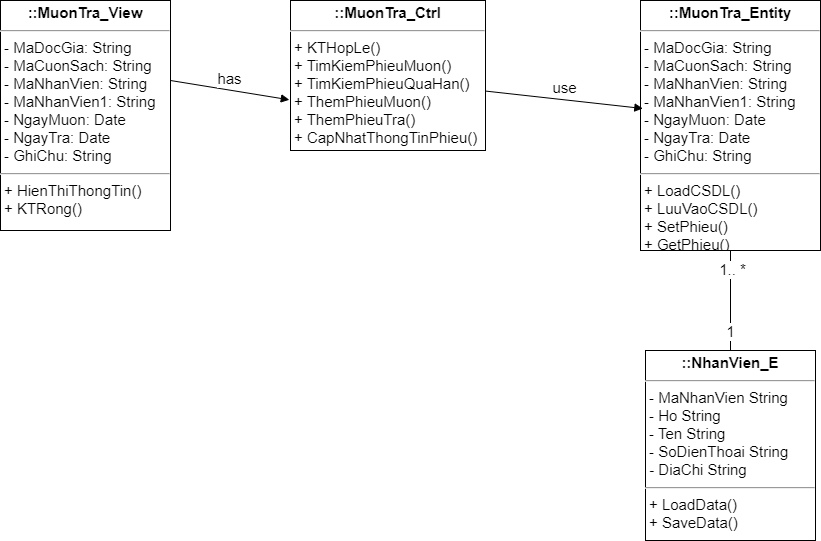 ::MuonTra_View
- MaDocGia: String
- MaCuonSach: String
- MaNhanVien: String
- MaNhanVien1: String
- NgayMuon: Date
- NgayTra: Date
- GhiChu: String
+ HienThiThongTin()
+ KTRong()
has
::MuonTra_Ctrl
+ KTHopLe()
+ TimKiemPhieuMuon()
+ TimKiemPhieuQuaHan()
+ ThemPhieuMuon()
+ ThemPhieuTra()
+ CapNhatThongTinPhieu()
use
::MuonTra_Entity
- MaDocGia: String
- MaCuonSach: String
- MaNhanVien: String
- MaNhanVien1: String
- NgayMuon: Date
- NgayTra: Date
- GhiChu: String
+ LoadCSDL()
+ LuuVaoCSDL()
+ SetPhieu()
+ GetPhieu()
1.. *
1
::NhanVien_E
- MaNhanVien String
- Ho String
- Ten String
- SoDienThoai String
- DiaChi String
+ LoadData()
+ SaveData()